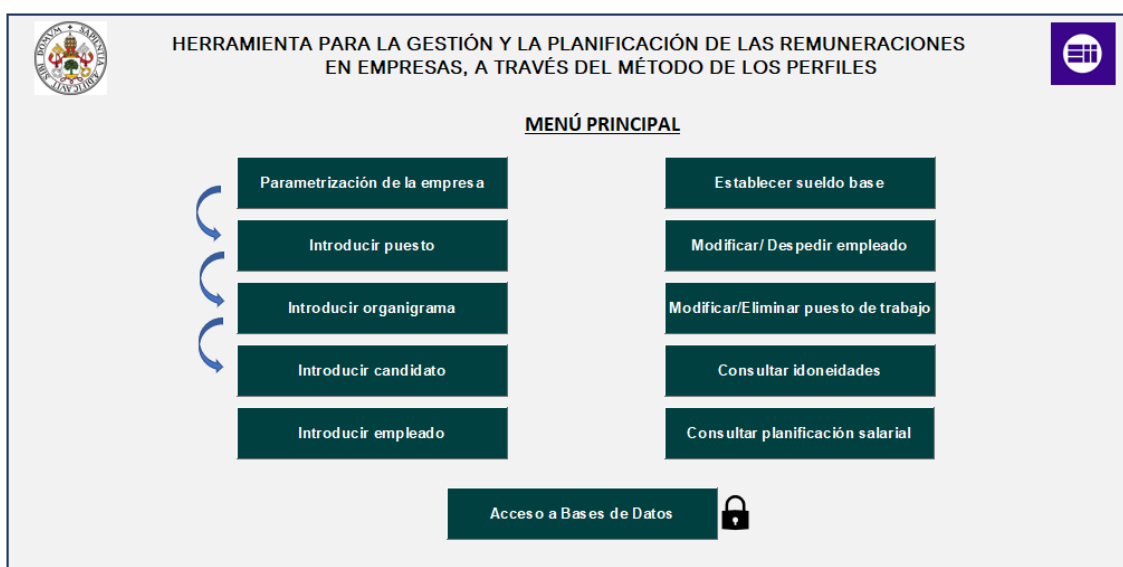 HERRAMIENTA PARA LA GESTIÓN Y LA PLANIFICACIÓN DE LAS REMUNERACIONES
EN EMPRESAS, A TRAVÉS DEL MÉTODO DE LOS PERFILES
MENÚ PRINCIPAL
Parametrización de la empresa
Introducir puesto
Introducir organigrama
Introducir candidato
Introducir empleado
Establecer sueldo base
Modificar/ Despedir empleado
Modificar/Eliminar puesto de trabajo
Consultar idoneidades
Consultar planificación salarial
Acceso a Bases de Datos